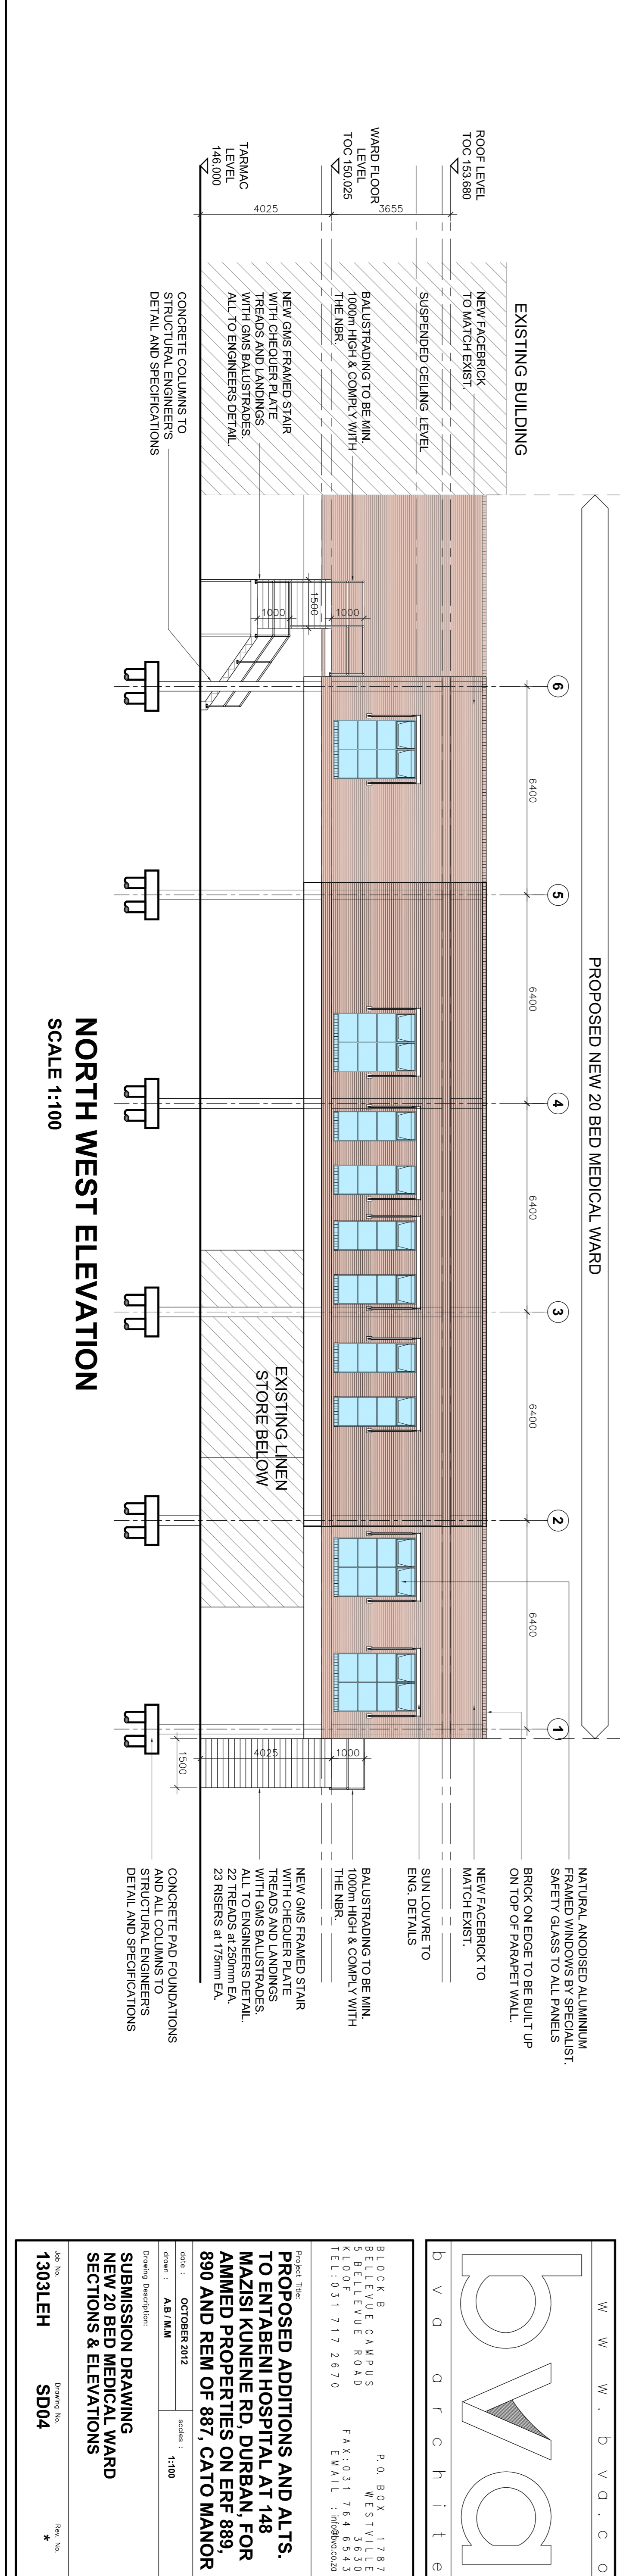 PROPOSED NEW 20 BED MEDICAL WARD
6
5
4
3
2
1
6400
6400
6400
6400
6400
EXISTING BUILDING
ROOF LEVEL
TOC 153.680
WARD FLOOR
LEVEL
TOC 150.025
TARMAC
LEVEL
146.000
3655
4025
NEW FACEBRICK
TO MATCH EXIST.
SUSPENDED CEILING LEVEL
BALUSTRADING TO BE MIN.
1000m HIGH & COMPLY WITH
THE NBR.
NEW GMS FRAMED STAIR
WITH CHEQUER PLATE
TREADS AND LANDINGS
WITH GMS BALUSTRADES.
ALL TO ENGINEERS DETAIL.
CONCRETE COLUMNS TO
STRUCTURAL ENGINEER'S
DETAIL AND SPECIFICATIONS
1000
1500
1000
EXISTING LINEN
STORE BELOW
1000
4025
1500
NATURAL ANODISED ALUMINIUM
FRAMED WINDOWS BY SPECIALIST.
SAFETY GLASS TO ALL PANELS
BRICK ON EDGE TO BE BUILT UP
ON TOP OF PARAPET WALL.
NEW FACEBRICK TO
MATCH EXIST.
SUN LOUVRE TO
ENG. DETAILS
BALUSTRADING TO BE MIN.
1000m HIGH & COMPLY WITH
THE NBR.
NEW GMS FRAMED STAIR
WITH CHEQUER PLATE
TREADS AND LANDINGS
WITH GMS BALUSTRADES.
ALL TO ENGINEERS DETAIL.
22 TREADS at 250mm EA.
23 RISERS at 175mm EA.
CONCRETE PAD FOUNDATIONS
AND ALL COLUMNS TO
STRUCTURAL ENGINEER'S
DETAIL AND SPECIFICATIONS
NORTH WEST ELEVATION
SCALE 1:100
www.bva.co
bva
bva archite
BLOCK B P.O. BOX 1787
BELLEVUE CAMPUS WESTVILLE
5 BELLEVUE ROAD 3630
KLOOF FAX:031 764 6543
TEL:031 717 2670 EMAIL :info@bva.co.za
Project Title:
PROPOSED ADDITIONS AND ALTS.
TO ENTABENI HOSPITAL AT 148
MAZISI KUNENE RD, DURBAN, FOR
AMMED PROPERTIES ON ERF 889,
890 AND REM OF 887, CATO MANOR
date : OCTOBER 2012 scales : 1:100
drawn : A.B / M.M
Drawing Description:
SUBMISSION DRAWING
NEW 20 BED MEDICAL WARD
SECTIONS & ELEVATIONS
Job No. Drawing No. Rev. No.
1303LEH SD04 *